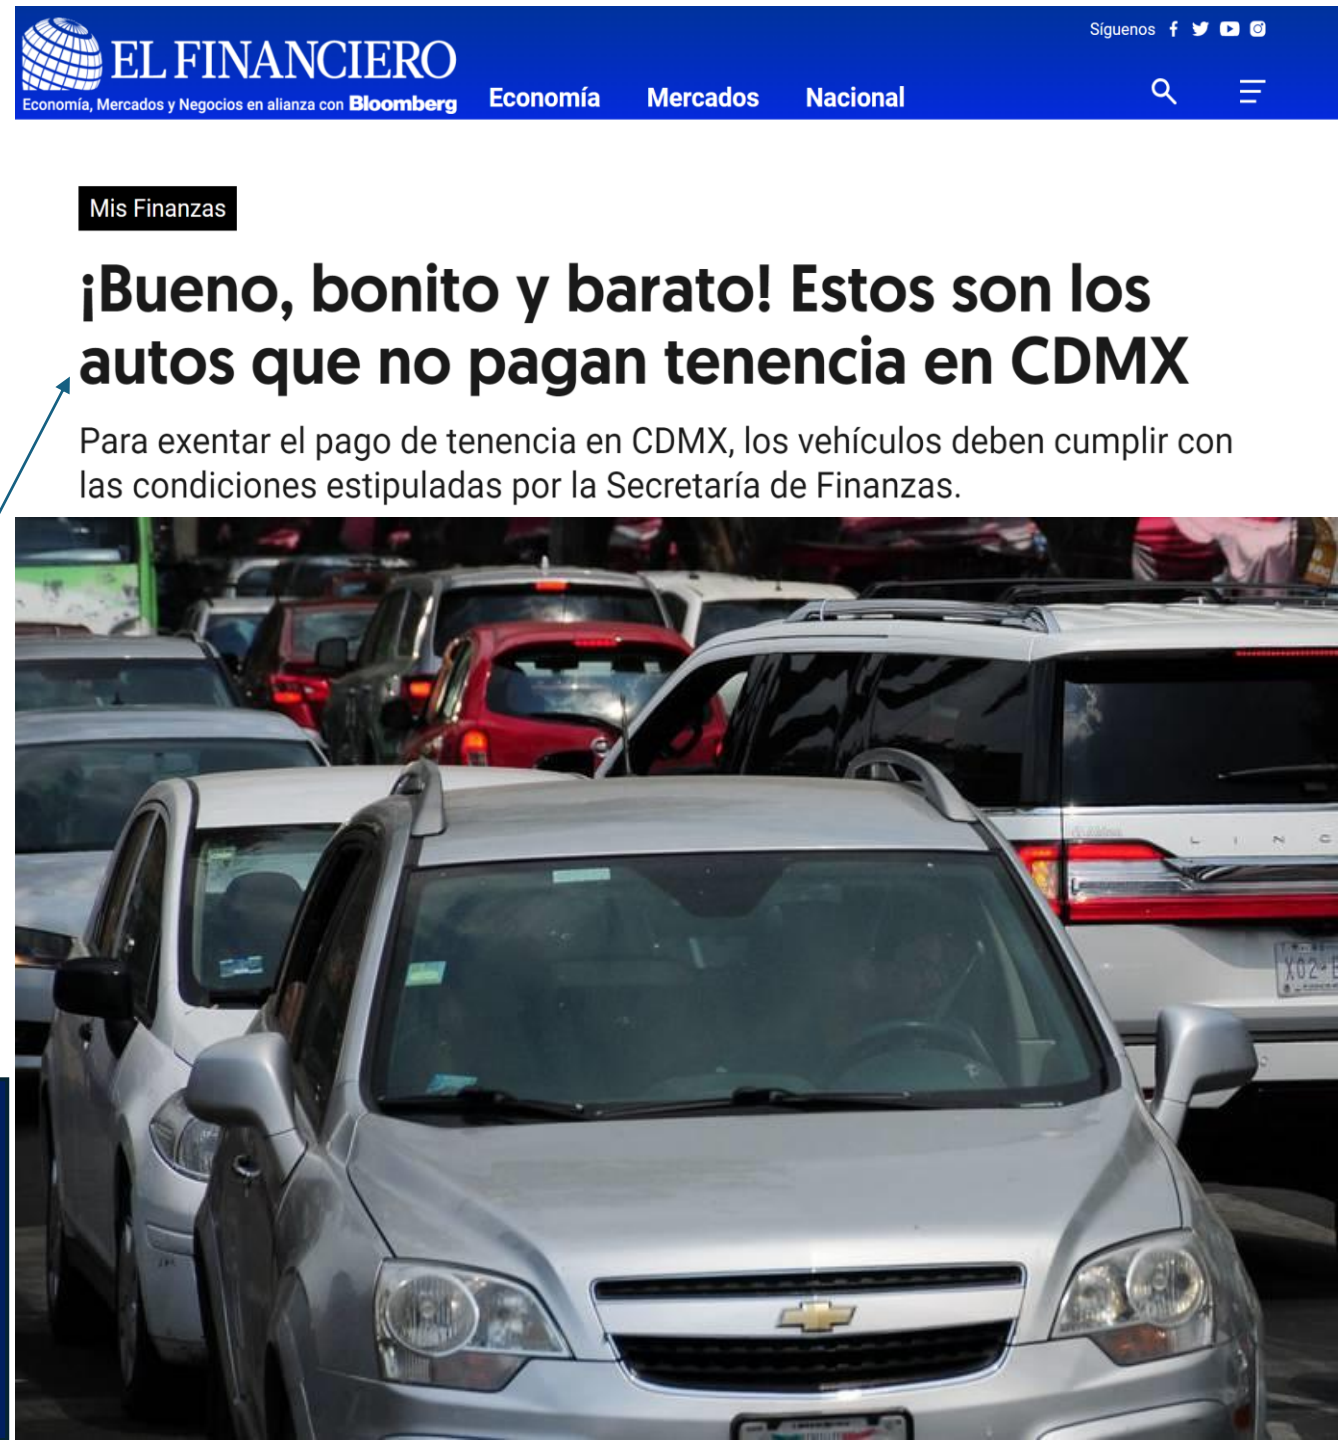 EL FINANCIERO
Economía, Mercados y Negocios en alianza con Bloomberg
Economía Mercados Nacional
Síguenos
Mis Finanzas
¡Bueno, bonito y barato! Estos son los
autos que no pagan tenencia en CDMX
Para exentar el pago de tenencia en CDMX, los vehículos deben cumplir con
las condiciones estipuladas por la Secretaría de Finanzas.
L I N C
X02-